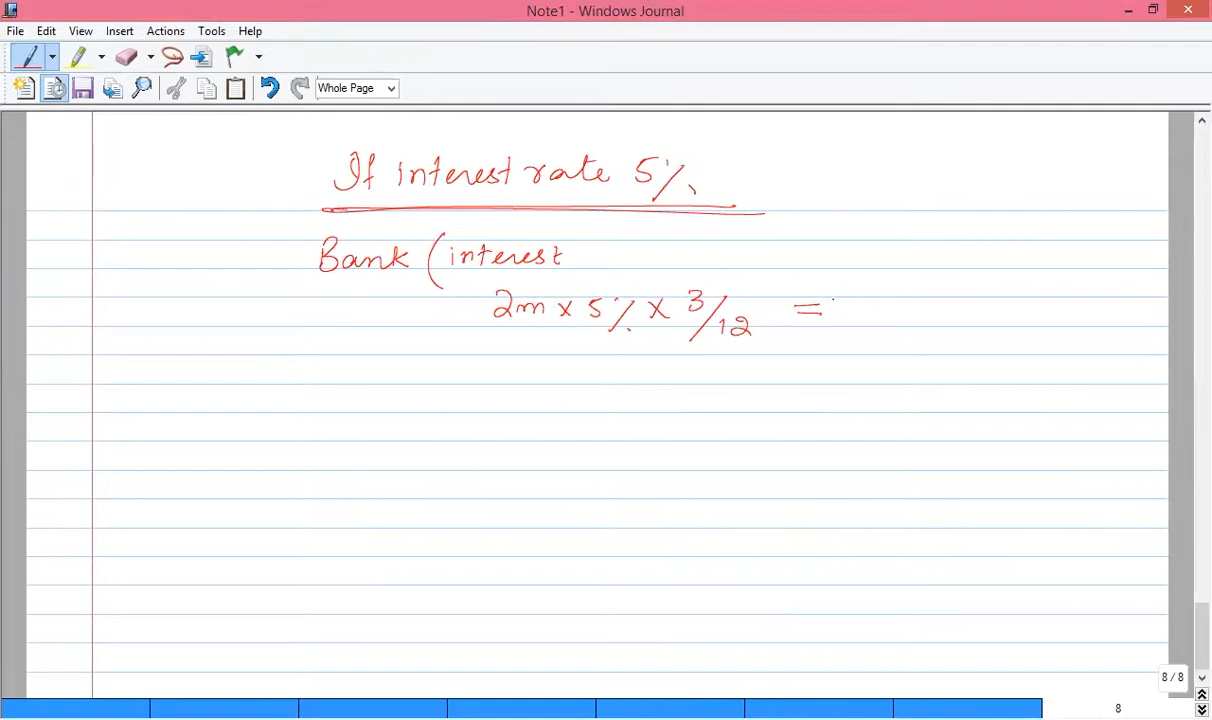 Note1 - Windows Journal
File Edit View Insert Actions Tools Help
Whole Page
If interest rate 5%
Bank (interest
2m x 5% x 3/12 =
8 / 8
8